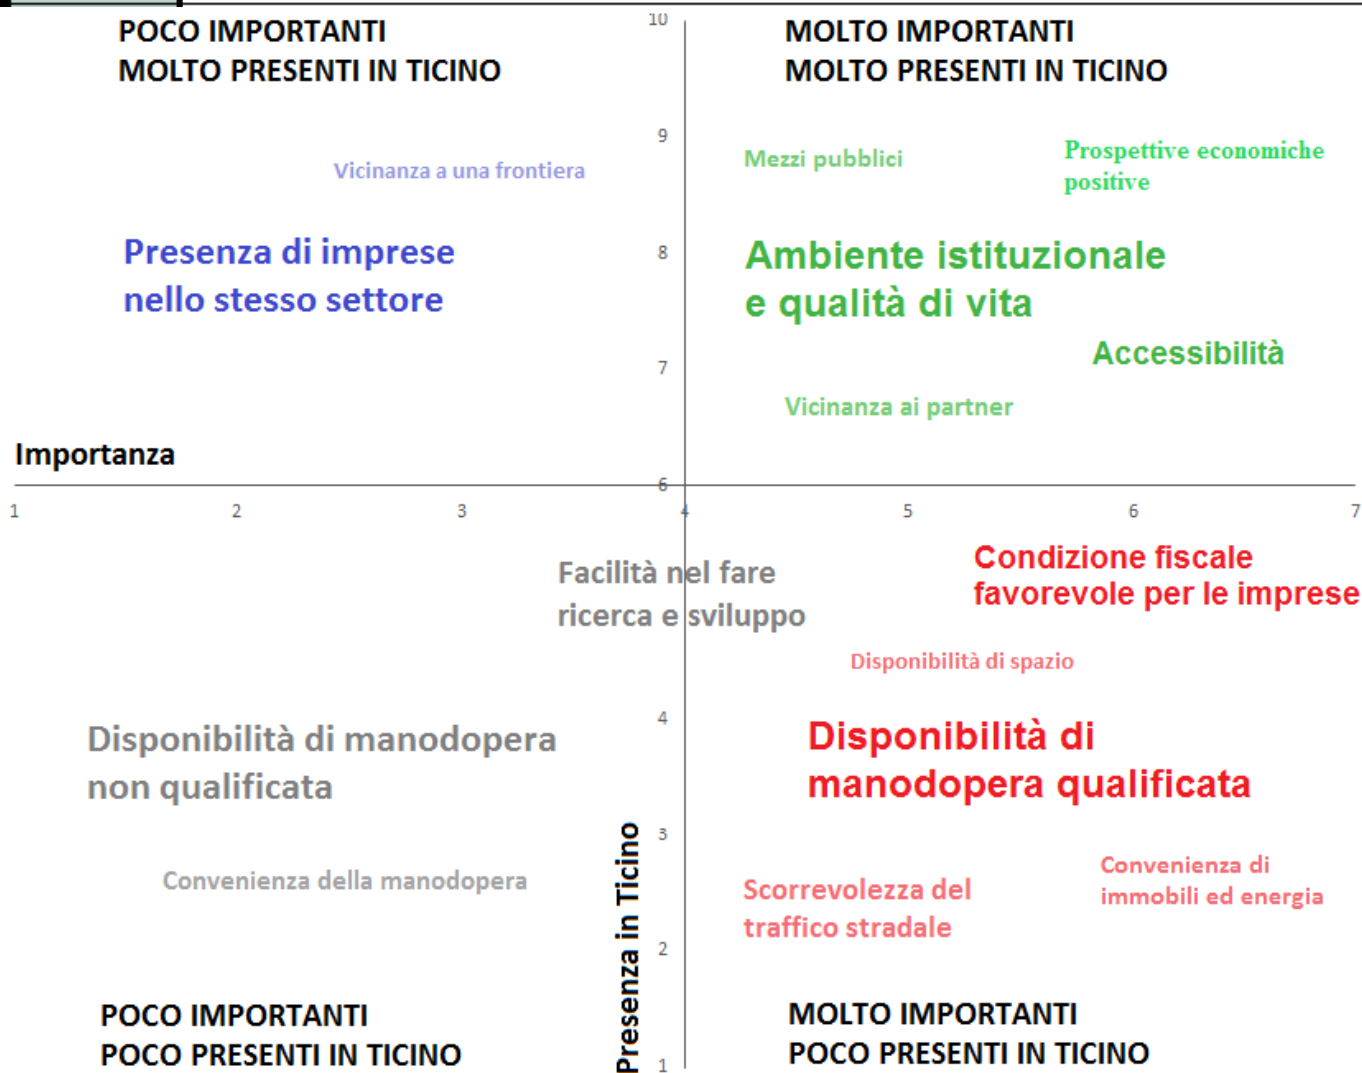 POCO IMPORTANTI
MOLTO PRESENTI IN TICINO
10
MOLTO IMPORTANTI
MOLTO PRESENTI IN TICINO
9
Vicinanza a una frontiera
Mezzi pubblici
Prospettive economiche
positive
Presenza di imprese
nello stesso settore
8
Ambiente istituzionale
e qualità di vita
7
Accessibilità
Vicinanza ai partner
Importanza
6
1 2 3 4 5 6 7
Facilità nel fare
ricerca e sviluppo
Condizione fiscale
favorevole per le imprese
Disponibilità di spazio
4
Disponibilità di manodopera
non qualificata
Disponibilità di
manodopera qualificata
3
Convenienza della manodopera
Scorrevolezza del
traffico stradale
Convenienza di
immobili ed energia
2
Presenza in Ticino
1
POCO IMPORTANTI
POCO PRESENTI IN TICINO
MOLTO IMPORTANTI
POCO PRESENTI IN TICINO